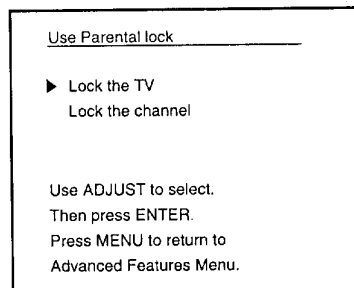 Use Parental lock
▶ Lock the TV
Lock the channel
Use ADJUST to select.
Then press ENTER.
Press MENU to return to
Advanced Features Menu.